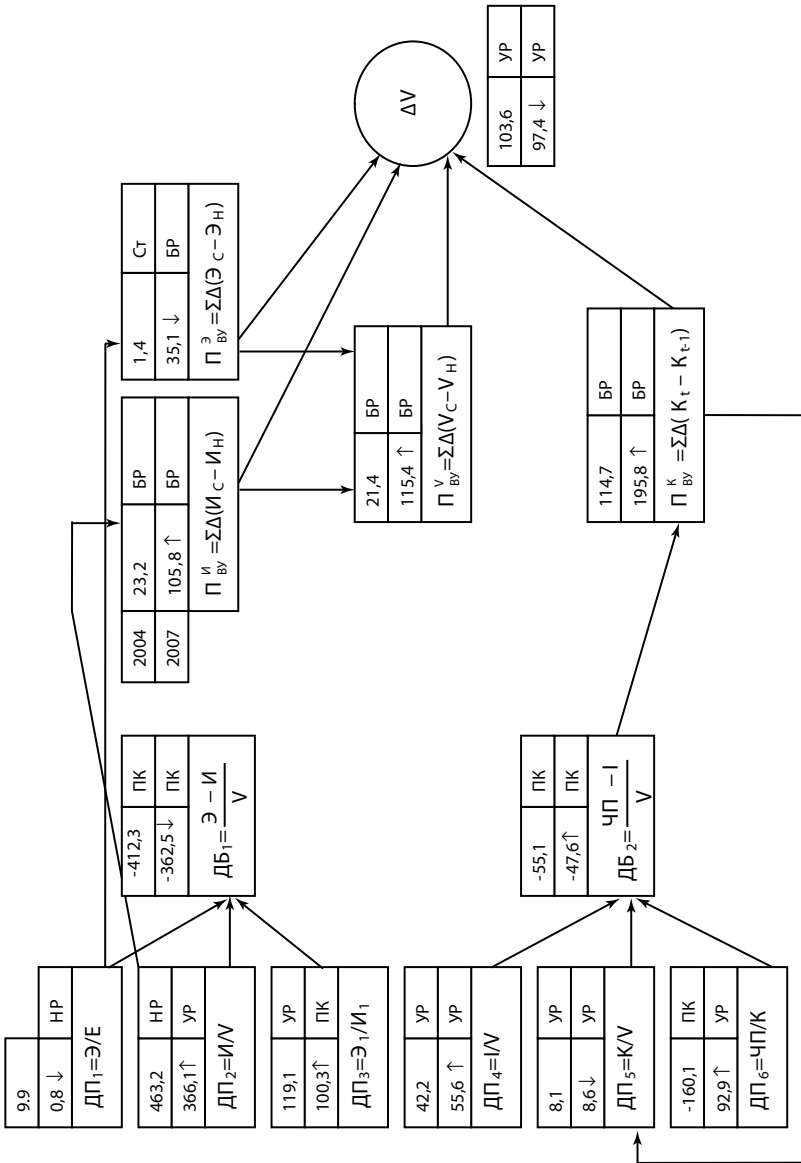 9.9
0,8 ↓ НР
ДП₁=Э/Е
463,2 НР
366,1↑ УР
ДП₂=И/V
119,1 УР
100,3↑ ПК
ДП₃=Э₁/И₁
42,2 УР
55,6 ↑ УР
ДП₄=I/V
8,1 УР
8,6↓ УР
ДП₅=К/V
-160,1 ПК
92,9↑ УР
ДП₆=ЧП/К
-412,3 ПК
-362,5↓ ПК
ДБ₁= Э – И
V
-55,1 ПК
-47,6↑ ПК
ДБ₂= ЧП – I
V
2004 23,2 БР
2007 105,8 ↑ БР
П ᴎ ву =ΣΔ(И С – И Н)
1,4 Ст
35,1 ↓ БР
П Э ву =ΣΔ(Э С – Э Н)
21,4 БР
115,4 ↑ БР
П V ву =ΣΔ(V С – V Н)
114,7 БР
195,8 ↑ БР
П К ву =ΣΔ( К t – К t-1)
ΔV
103,6 УР
97,4 ↓ УР